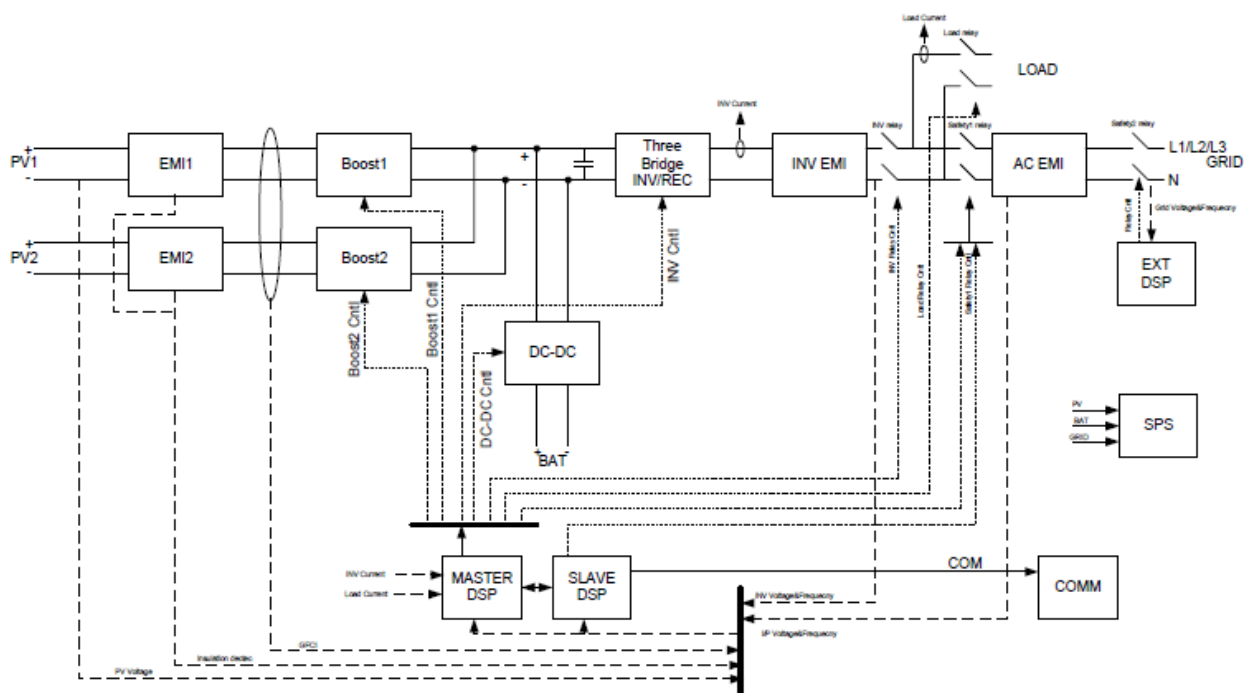 Load Current
Load relay
LOAD
INV Current
INV relay
Safety1 relay
Safety2 relay
+
PV1
-
EMI1
Boost1
+
-
Three
Bridge
INV/REC
INV EMI
AC EMI
L1/L2/L3
GRID
N
Relay Cntl
Grid Voltage&Frequecny
+
PV2
-
EMI2
Boost2
EXT
DSP
Boost2 Cntl
Boost1 Cntl
DC-DC Cntl
INV Cntl
INV Relay Cntl
Load Relay Cntl
Safety1 Relay Cntl
DC-DC
+
-
BAT
PV
BAT
GRID
SPS
INV Current
Load Current
MASTER
DSP
SLAVE
DSP
COM
COMM
INV Voltage&Frequecny
I/P Voltage&Frequecny
GFCI
Insulation dectec
PV Voltage